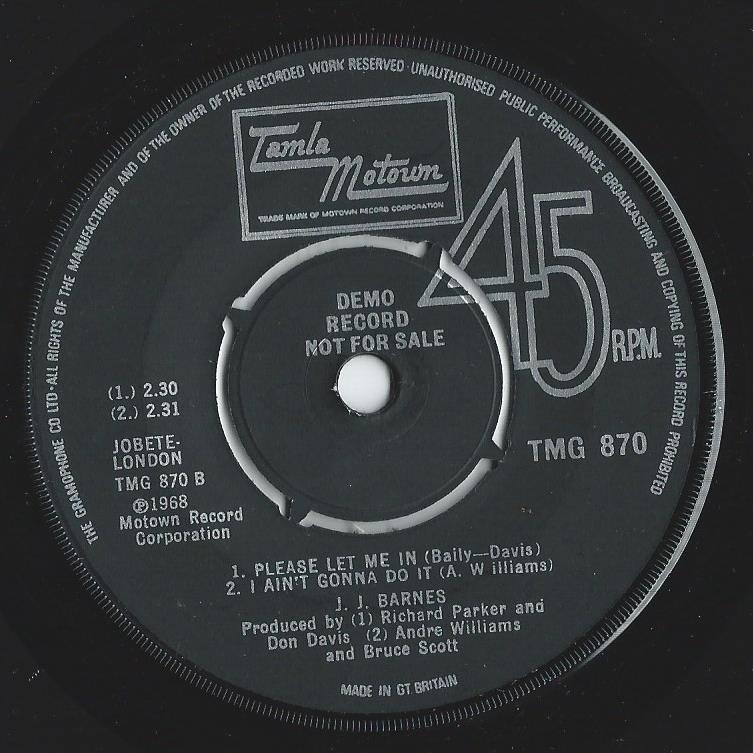 THE GRAMOPHONE CO LTD·ALL RIGHTS OF THE MANUFACTURER AND OF THE OWNER OF THE RECORDED WORK RESERVED·UNAUTHORISED PUBLIC PERFORMANCE BROADCASTING AND COPYING OF THIS RECORD PROHIBITED
Tamla
Motown
TRADE MARK OF MOTOWN RECORD CORPORATION
45
R.P.M.
DEMO
RECORD
NOT FOR SALE
(1.) 2.30
(2.) 2.31
JOBETE-
LONDON
TMG 870 B
℗1968
Motown Record
Corporation
TMG 870
1. PLEASE LET ME IN (Baily—Davis)
2. I AIN'T GONNA DO IT (A. W illiams)
J. J. BARNES
Produced by (1) Richard Parker and
Don Davis (2) Andre Williams
and Bruce Scott
MADE IN GT. BRITAIN